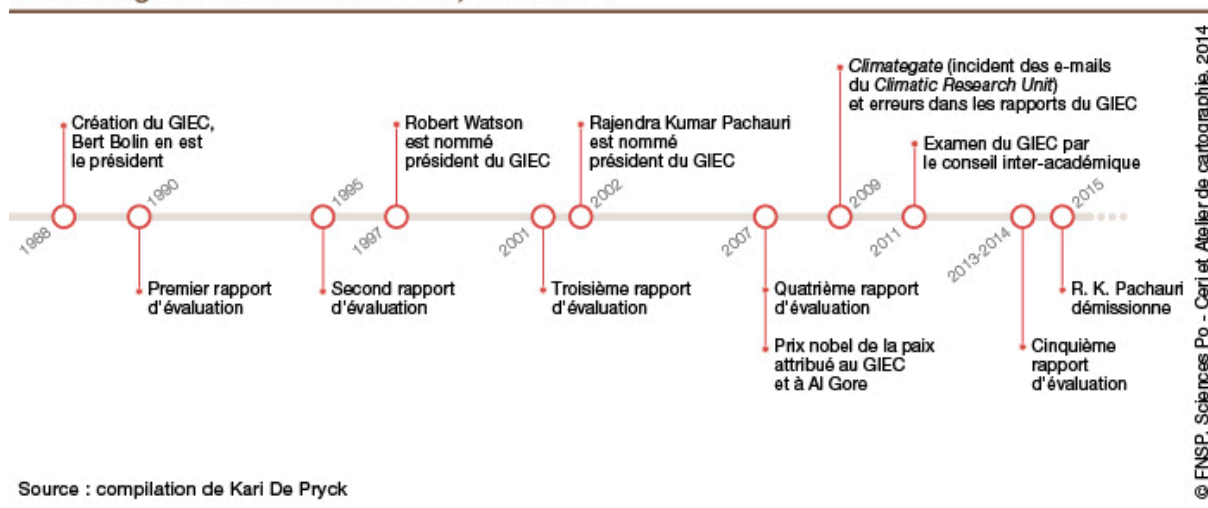 Création du GIEC,
Bert Bolin en est
le président
Robert Watson
est nommé
président du GIEC
Rajendra Kumar Pachauri
est nommé
président du GIEC
Climategate (incident des e-mails
du Climatic Research Unit)
et erreurs dans les rapports du GIEC
Examen du GIEC par
le conseil inter-académique
1988
1990
1995
1997
2001
2002
2007
2009
2011
2013-2014
2015
Premier rapport
d'évaluation
Second rapport
d'évaluation
Troisième rapport
d'évaluation
Quatrième rapport
d'évaluation
Prix nobel de la paix
attribué au GIEC
et à Al Gore
R. K. Pachauri
démissionne
Cinquième
rapport
d'évaluation
Source : compilation de Kari De Pryck
© FNSP. Sciences Po - Ceri et Atelier de cartographie. 2014